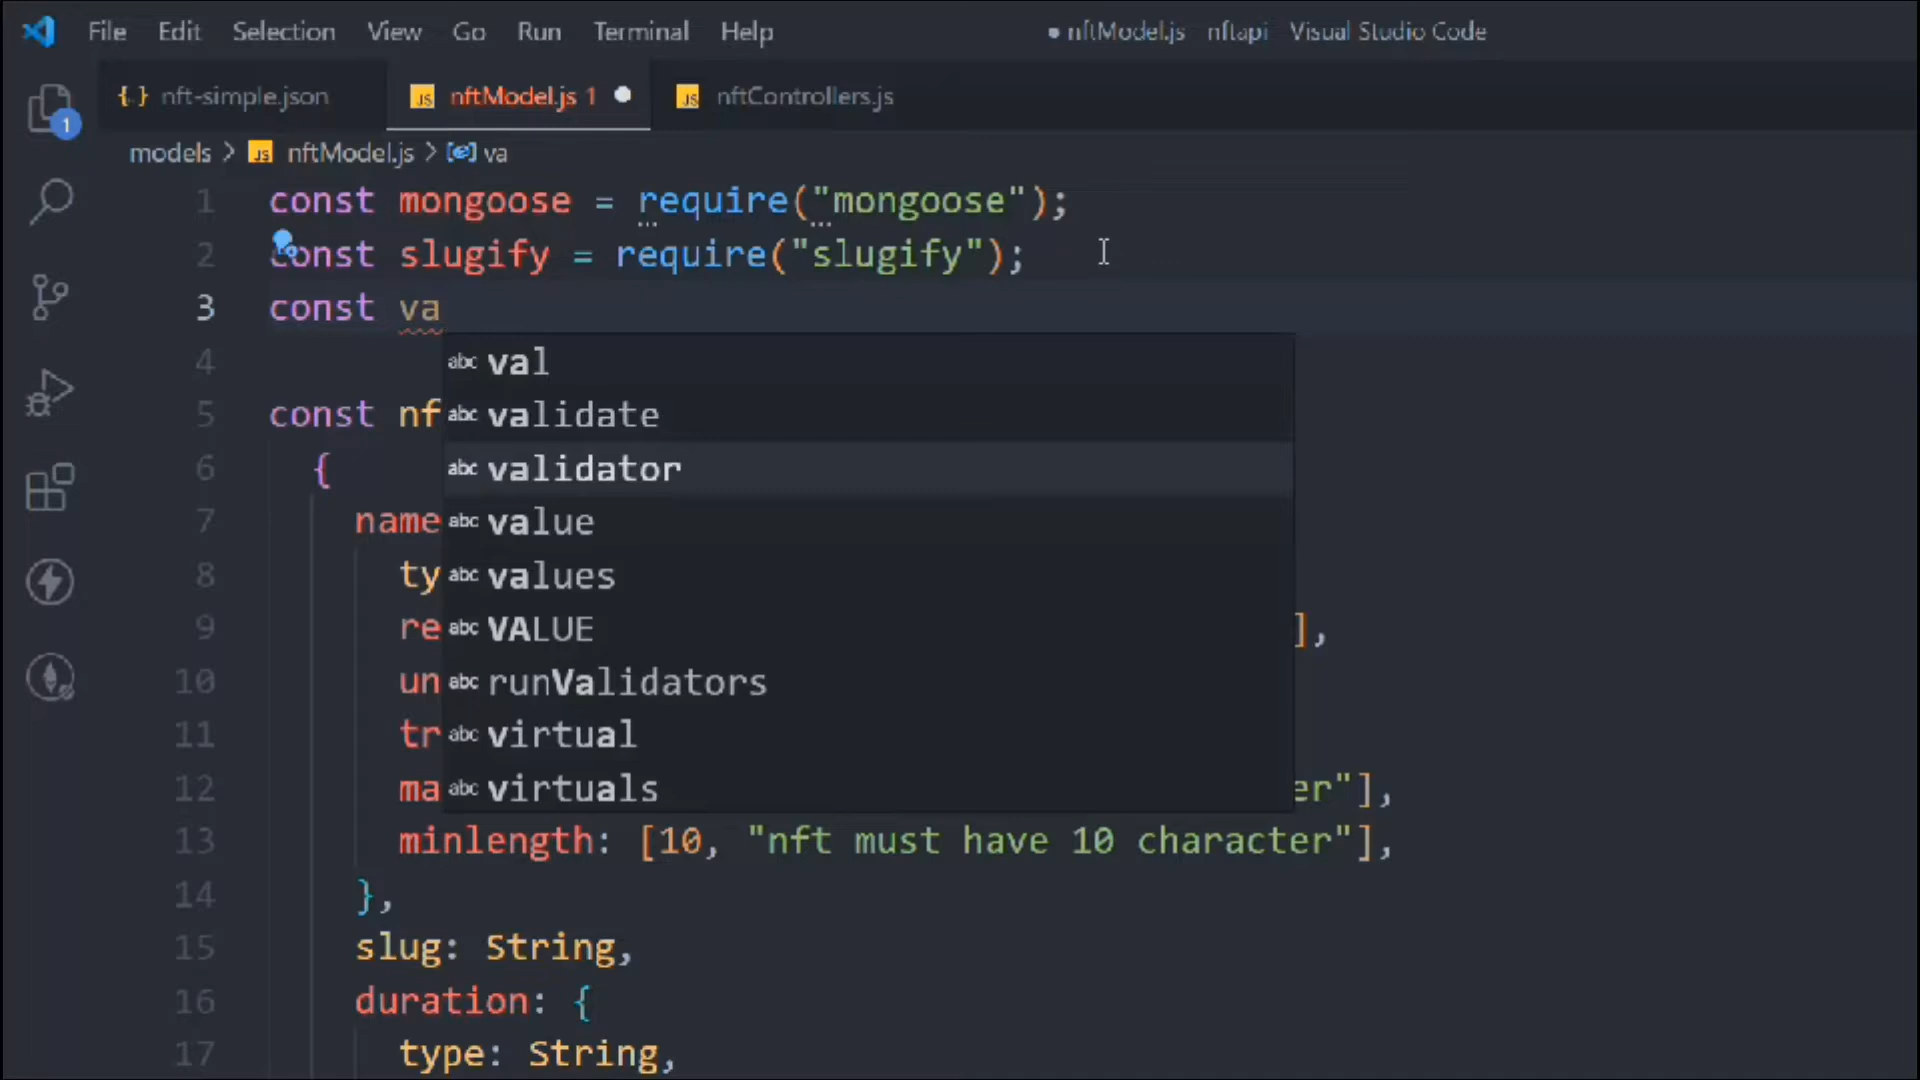 File Edit Selection View Go Run Terminal Help
● nftModel.js nftapi Visual Studio Code
{..} nft-simple.json
JS nftModel.js 1 ●
JS nftControllers.js
1
models > JS nftModel.js > va
1 const mongoose = require("mongoose");
2 const slugify = require("slugify");
3 const va
4
5 const nf
6 {
7 name
8 ty
9 re ],
10 un
11 tr
12 ma er"],
abc val
abc validate
abc validator
abc value
abc values
abc VALUE
abc runValidators
abc virtual
abc virtuals
13 minlength: [10, "nft must have 10 character"],
14 },
15 slug: String,
16 duration: {
17 type: String,